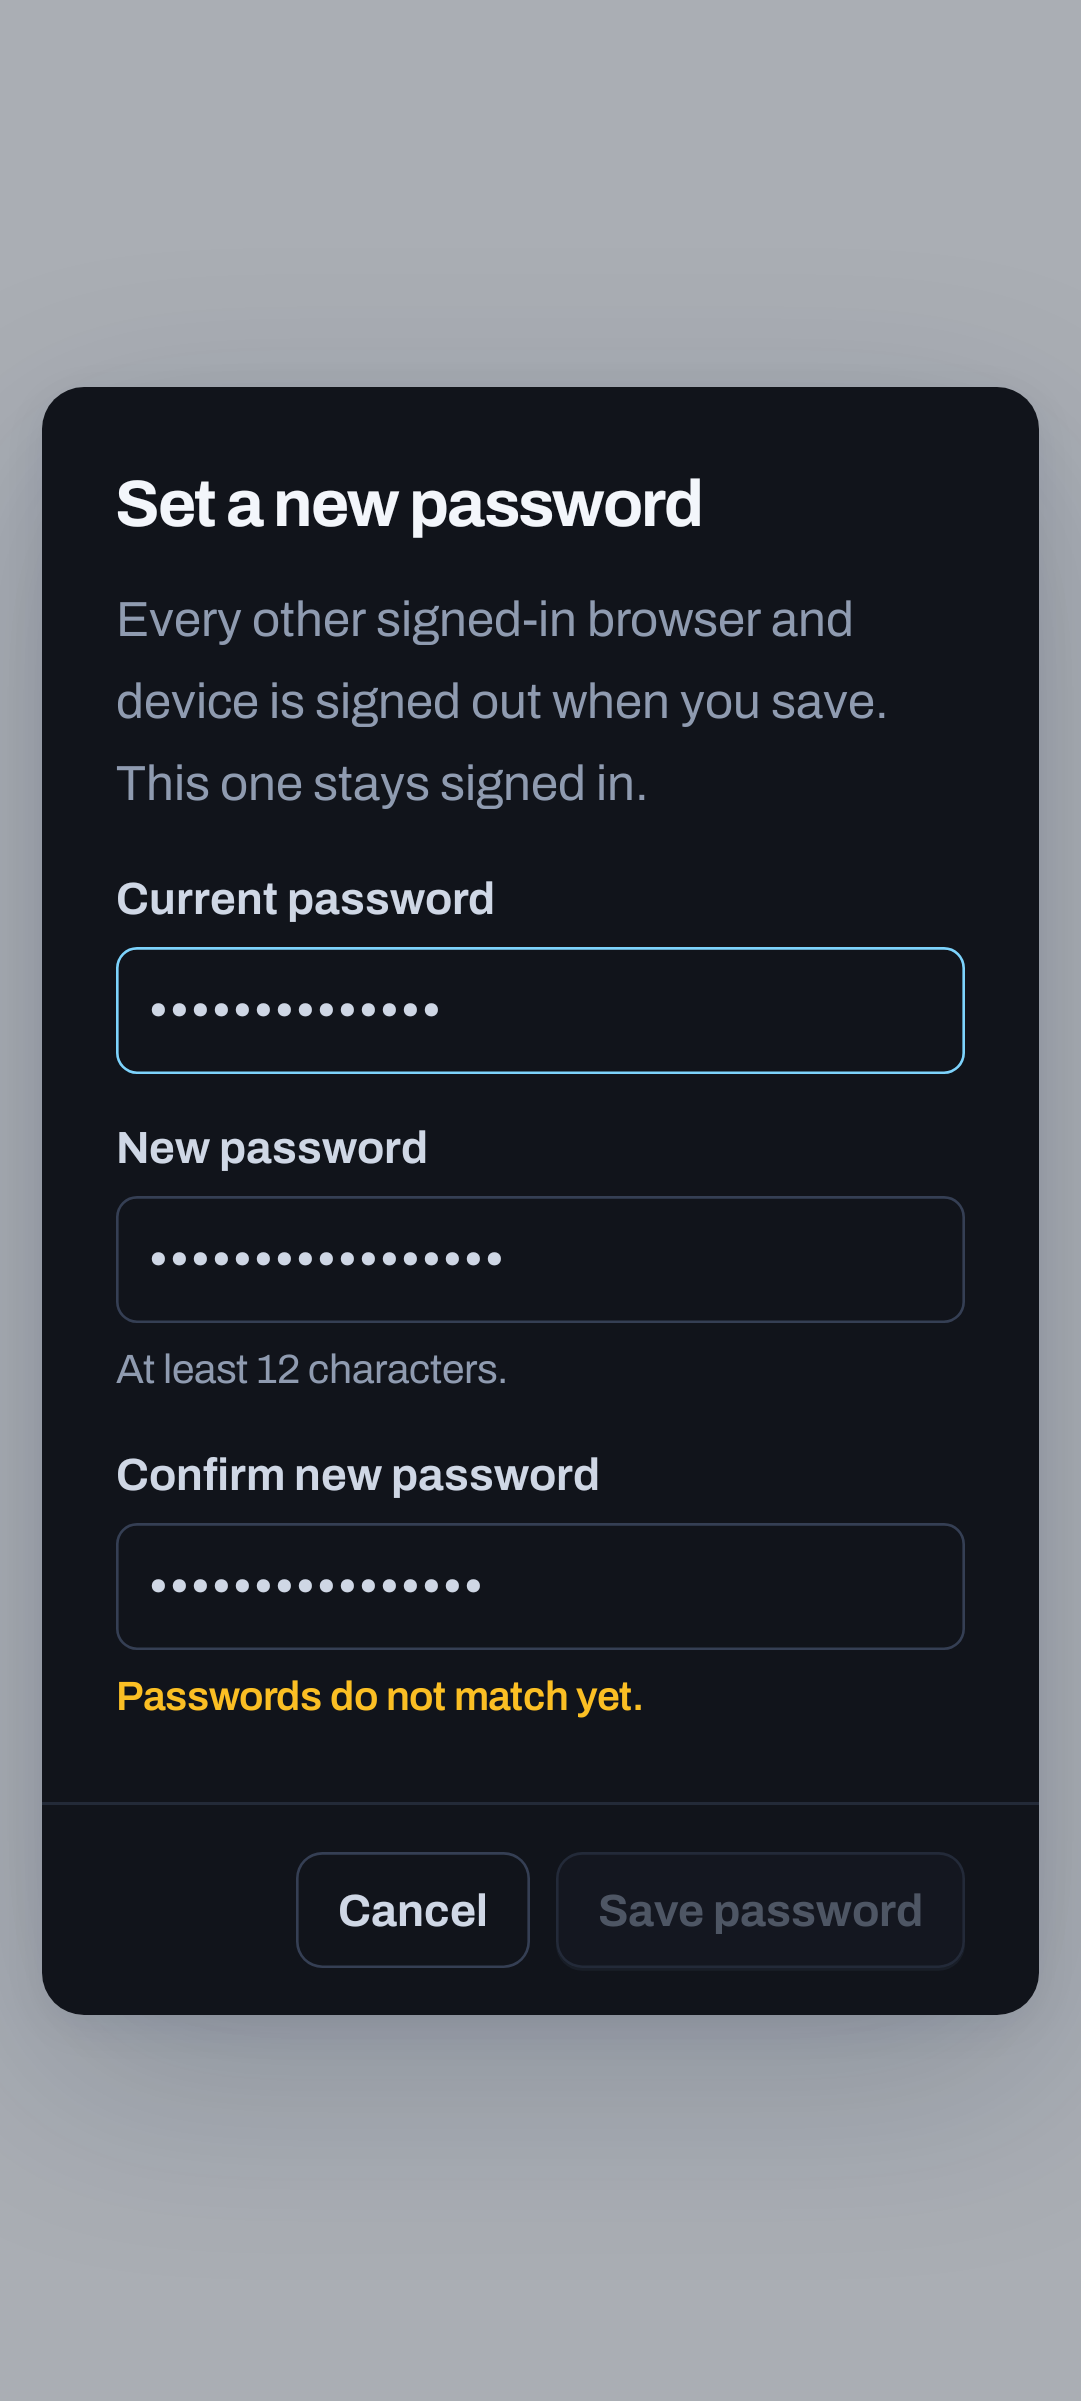 Set a new password
Every other signed-in browser and
device is signed out when you save.
This one stays signed in.
Current password
••••••••••••••
New password
•••••••••••••••••
At least 12 characters.
Confirm new password
••••••••••••••••
Passwords do not match yet.
Cancel
Save password